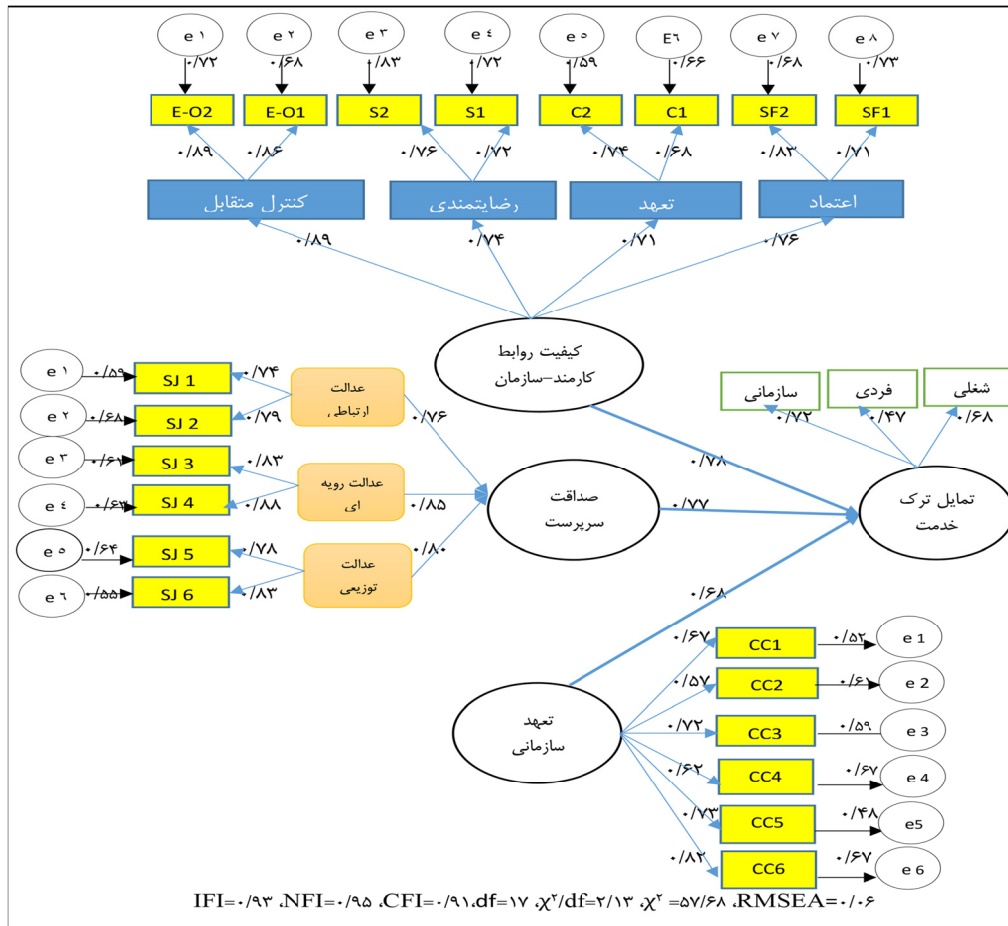 e ۱ e ۲ e ۳ e ٤ e ٥ E٦ e ۷ e ۸
۰/۷۲ ۰/۶۸ ۰/۸۳ ۰/۷۲ ۰/۵۹ ۰/۶۶ ۰/۶۸ ۰/۷۳
E-O2 E-O1 S2 S1 C2 C1 SF2 SF1
۰/۸۹ ۰/۸۶ ۰/۷۶ ۰/۷۲ ۰/۷۴ ۰/۶۸ ۰/۸۳ ۰/۷۱
کنترل متقابل رضایتمندی تعهد اعتماد
۰/۸۹ ۰/۷۴ ۰/۷۱ ۰/۷۶
کیفیت روابط
کارمند-سازمان
سازمانی فردی شغلی
۰/۷۲ ۰/۴۷ ۰/۶۸
تمایل ترک
خدمت
e ۱ ۰/۵۹ SJ 1 ۰/۷۴
e ۲ ۰/۶۸ SJ 2 ۰/۷۹
عدالت
ارتباطی
۰/۷۶
e ۳ SJ 3 ۰/۸۳
e ٤ SJ 4 ۰/۸۸
عدالت رویه
ای
۰/۸۵
e ٥ ۰/۶۴ SJ 5 ۰/۷۸
e ٦ ۰/۵۵ SJ 6 ۰/۸۳
عدالت
توزیعی
۰/۸۰
صداقت
سرپرست
۰/۷۸
۰/۷۷
۰/۶۸
تعهد
سازمانی
۰/۶۷ CC1 ۰/۵۲ e 1
۰/۵۷ CC2 ۰/۶۱ e 2
۰/۷۲ CC3 ۰/۵۹ e 3
۰/۶۲ CC4 ۰/۶۷ e 4
۰/۷۳ CC5 ۰/۴۸ e5
۰/۸۲ CC6 ۰/۶۷ e 6
IFI=۰/۹۳ ،NFI=۰/۹۵ ،CFI=۰/۹۱،df=۱۷ ،χ۲/df=۲/۱۳ ،χ۲ =۵۷/۶۸ ،RMSEA=۰/۰۶